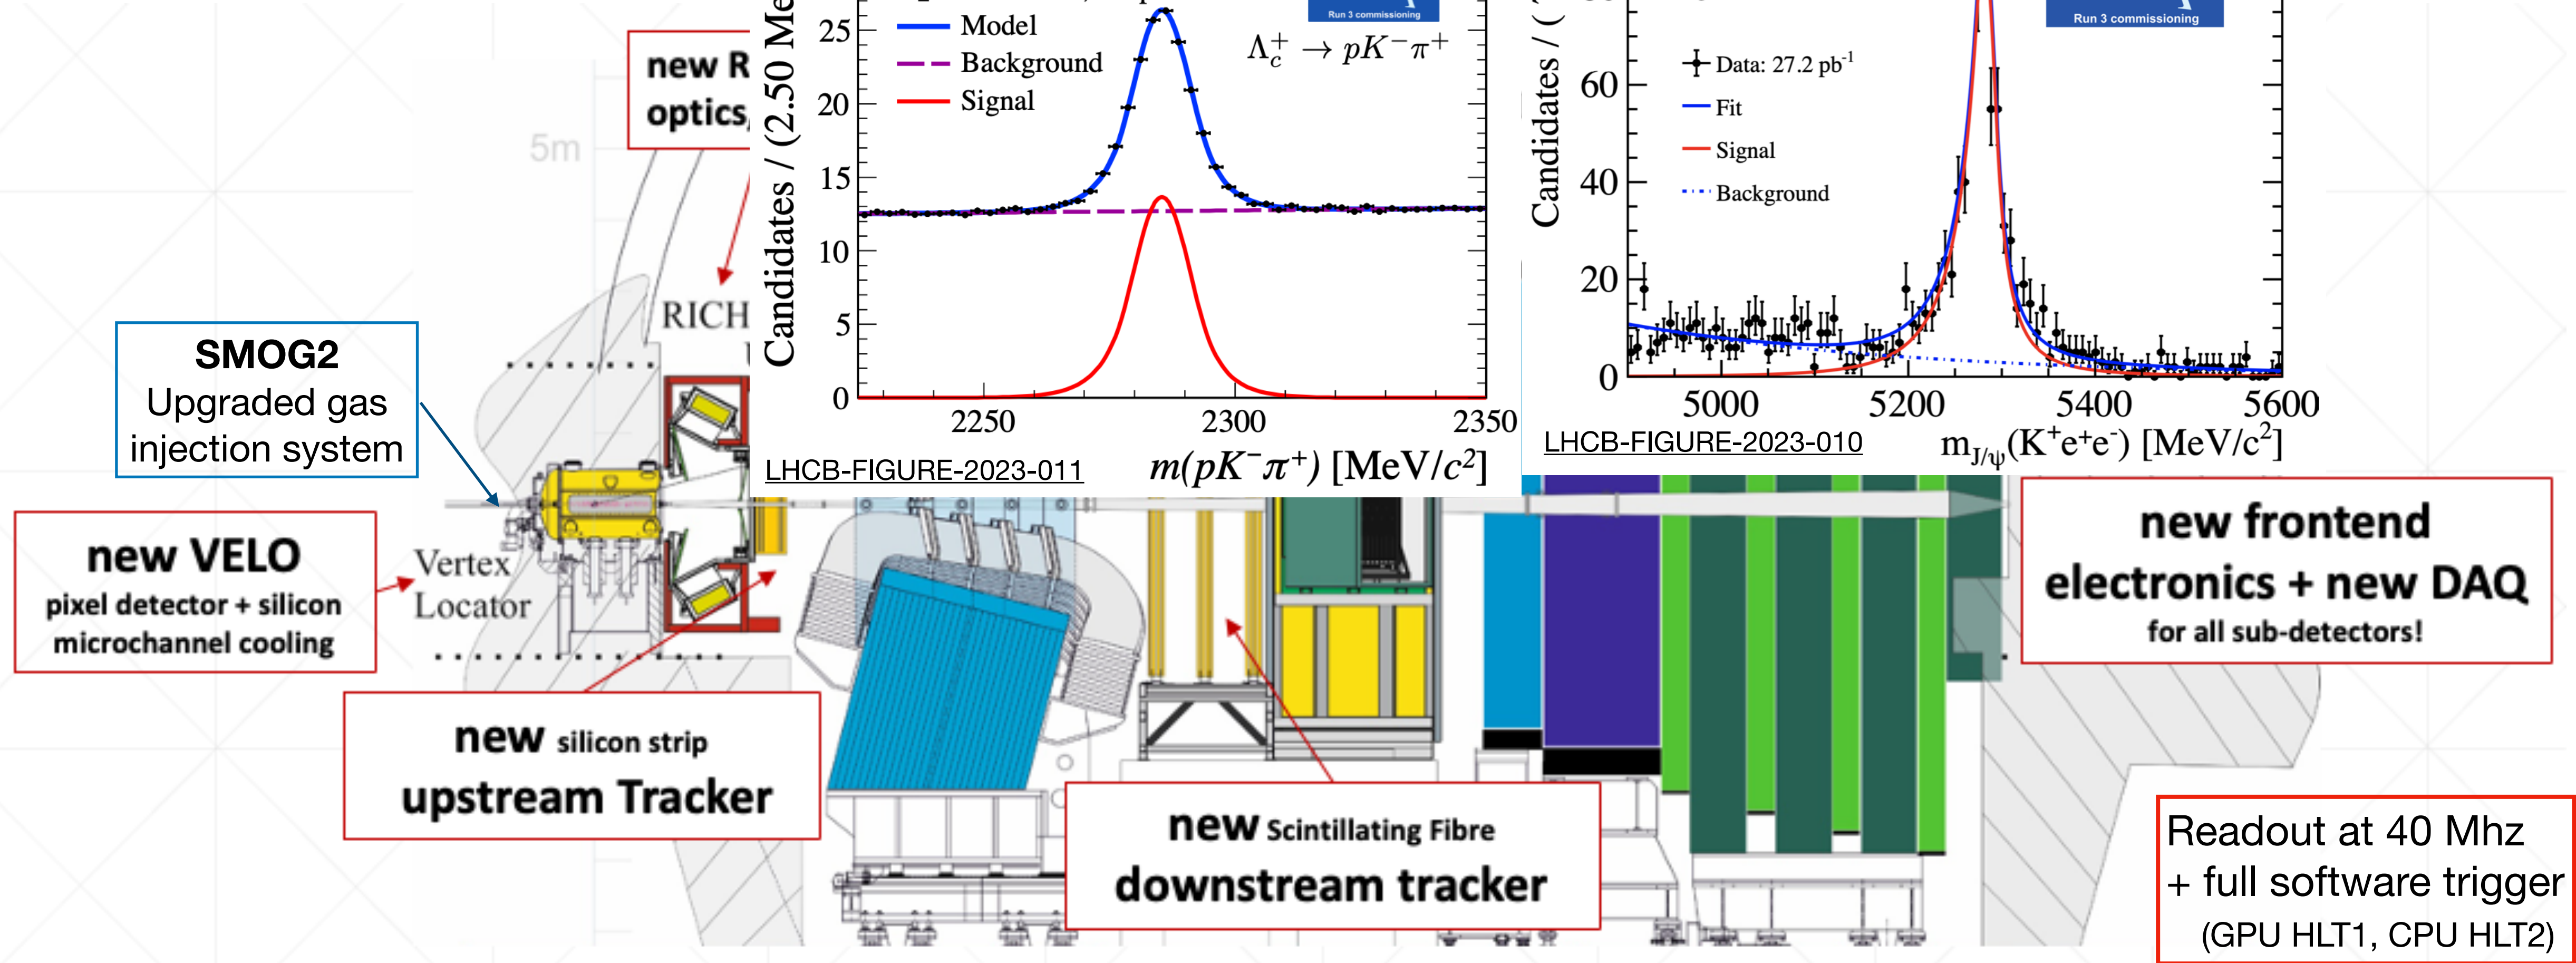 new R
optics,
5m
RICH
SMOG2
Upgraded gas
injection system
new VELO
pixel detector + silicon
microchannel cooling
Vertex
Locator
new silicon strip
upstream Tracker
new Scintillating Fibre
downstream tracker
new frontend
electronics + new DAQ
for all sub-detectors!
Readout at 40 Mhz
+ full software trigger
(GPU HLT1, CPU HLT2)
Candidates / (2.50 Me
25
20
15
10
5
0
Model
Background
Signal
Run 3 commissioning
Λc+ → pK−π+
2250
2300
2350
LHCB-FIGURE-2023-011
m(pK−π+) [MeV/c²]
Candidates / (
60
40
20
0
Data: 27.2 pb-1
Fit
Signal
Background
Run 3 commissioning
5000
5200
5400
5600
LHCB-FIGURE-2023-010
mJ/ψ(K+e+e-) [MeV/c²]